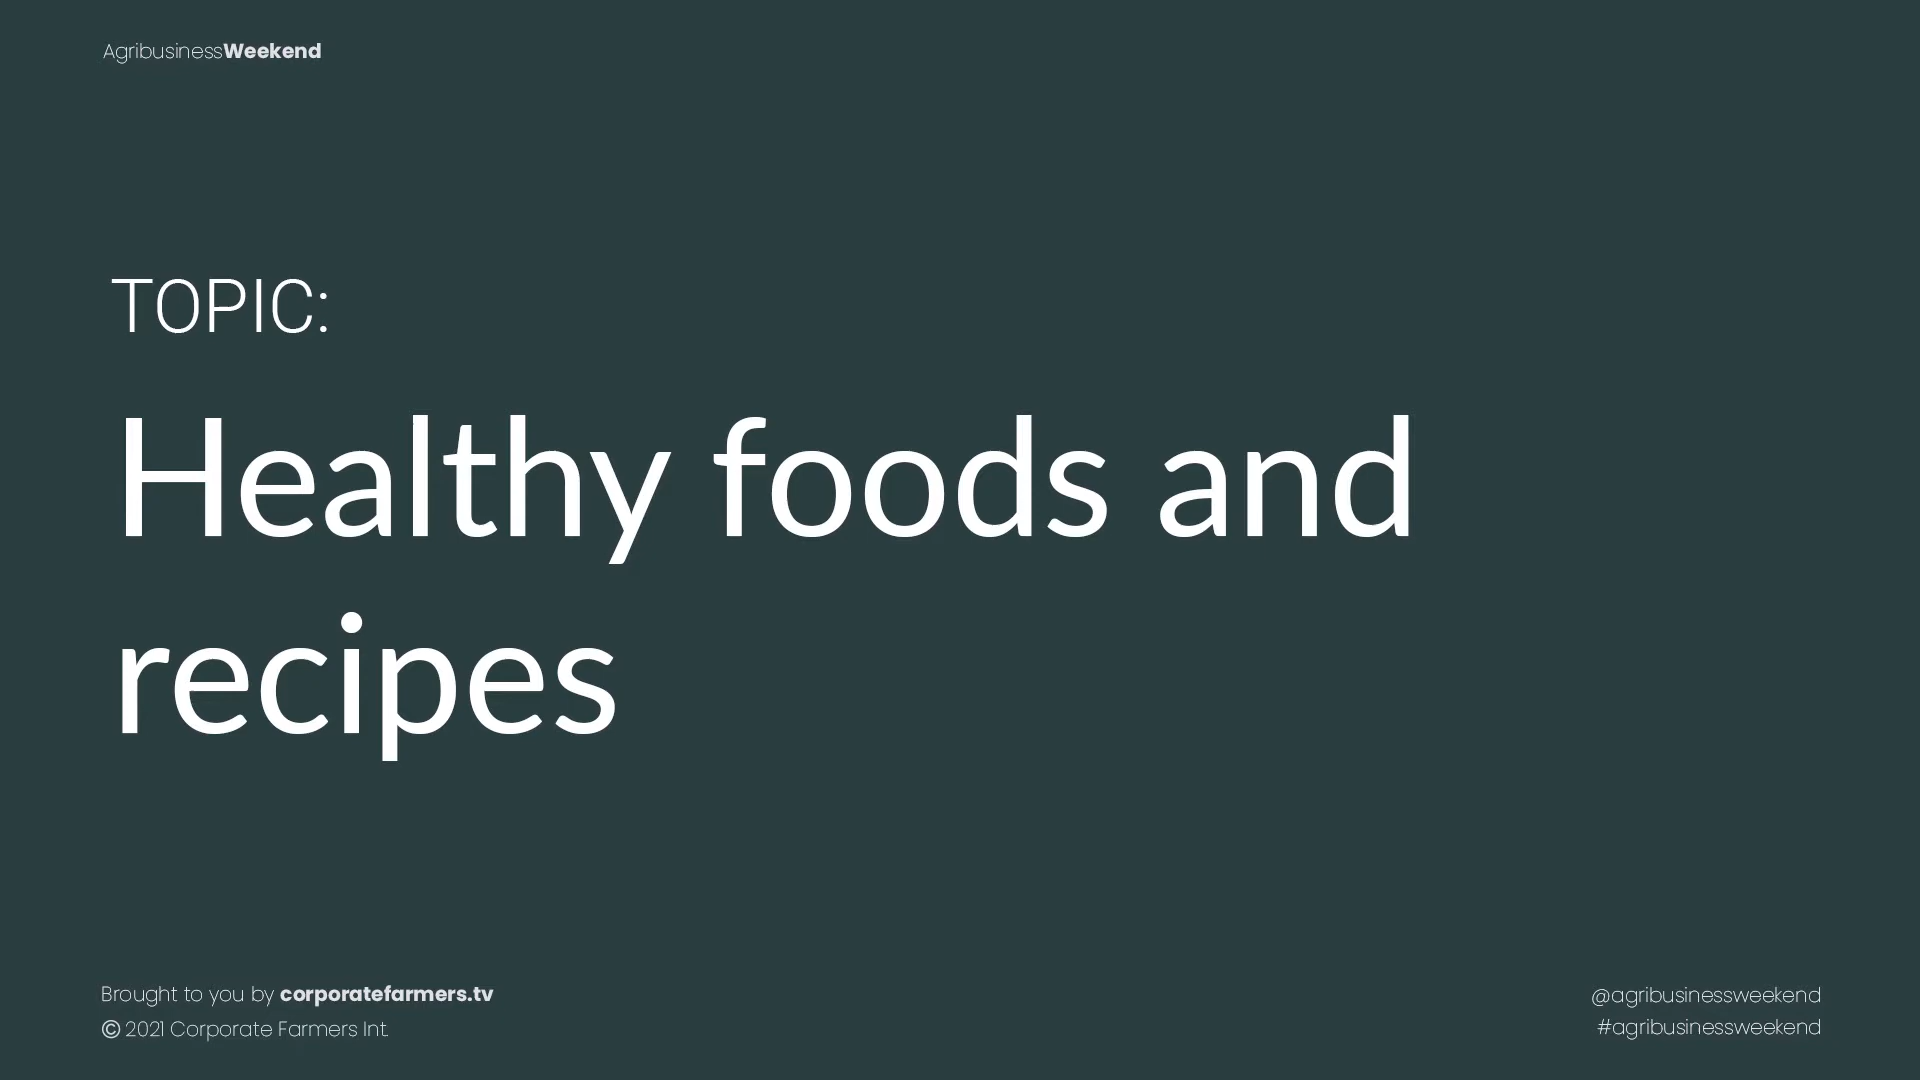 AgribusinessWeekend
TOPIC:
Healthy foods and
recipes
Brought to you by corporatefarmers.tv
© 2021 Corporate Farmers Int.
@agribusinessweekend
#agribusinessweekend